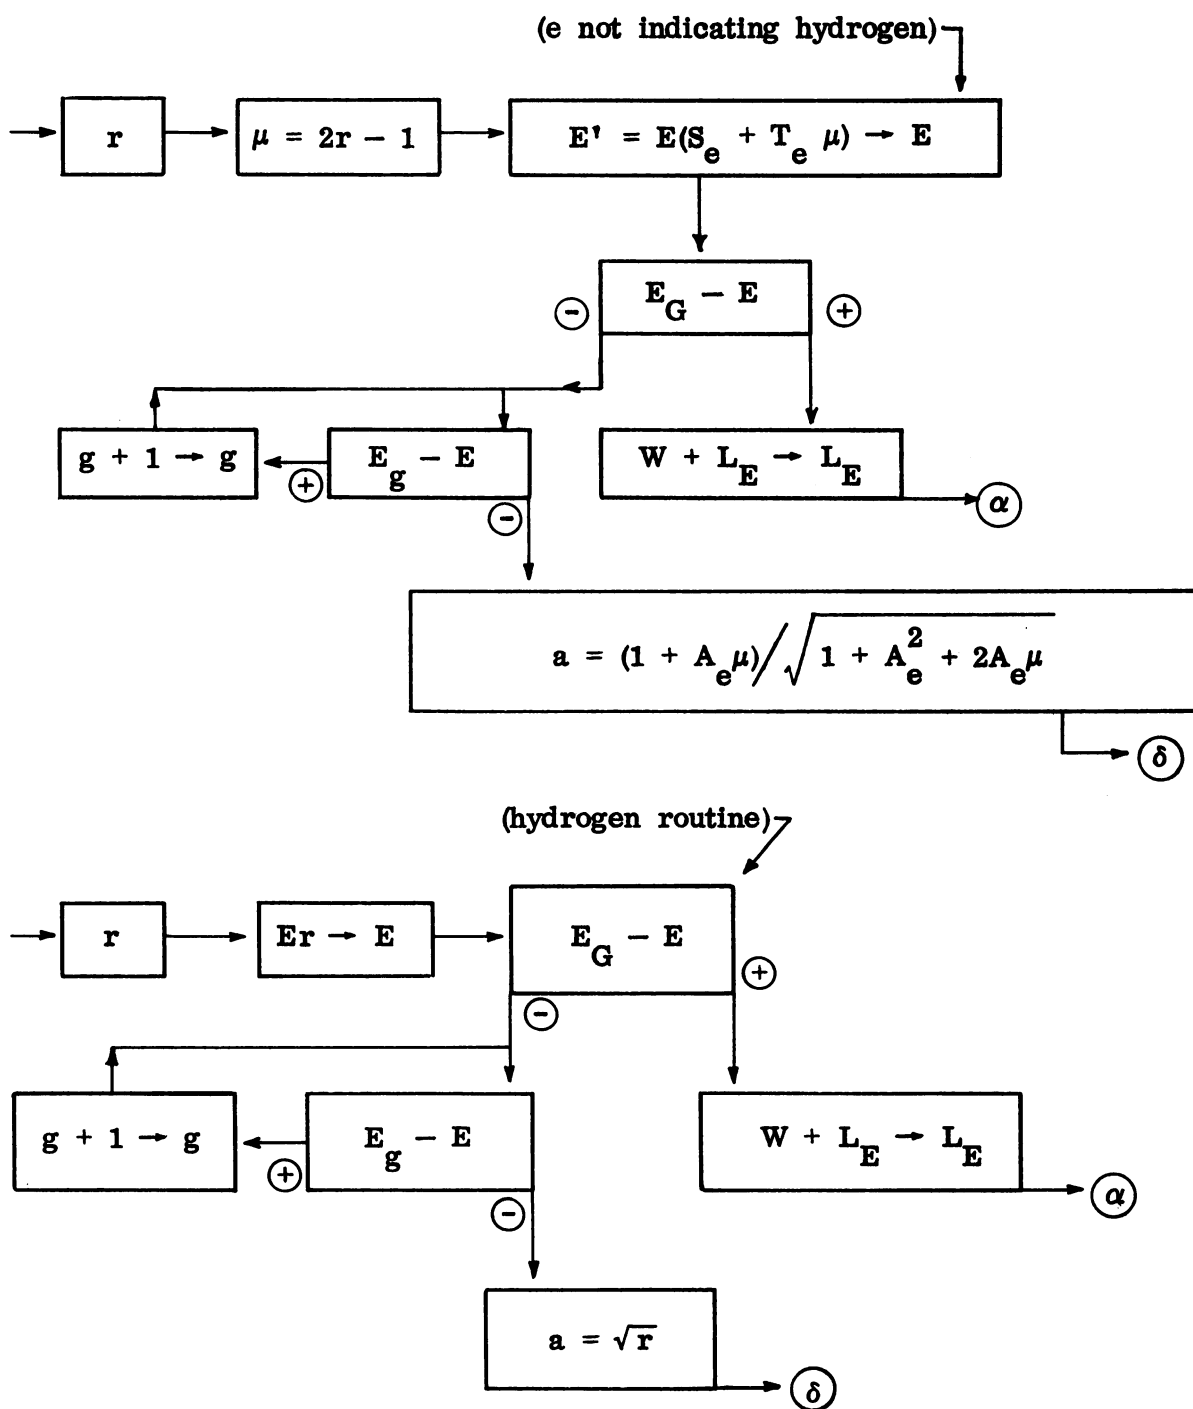 (e not indicating hydrogen)
r
μ = 2r − 1
E' = E(S_e + T_e μ) → E
E_G − E
⊖
⊕
g + 1 → g
E_g − E
W + L_E → L_E
⊕
⊖
α
a = (1 + A_e μ)/√(1 + A_e^2 + 2A_e μ)
δ
(hydrogen routine)
r
Er → E
E_G − E
⊕
⊖
g + 1 → g
E_g − E
W + L_E → L_E
⊕
⊖
α
a = √r
δ